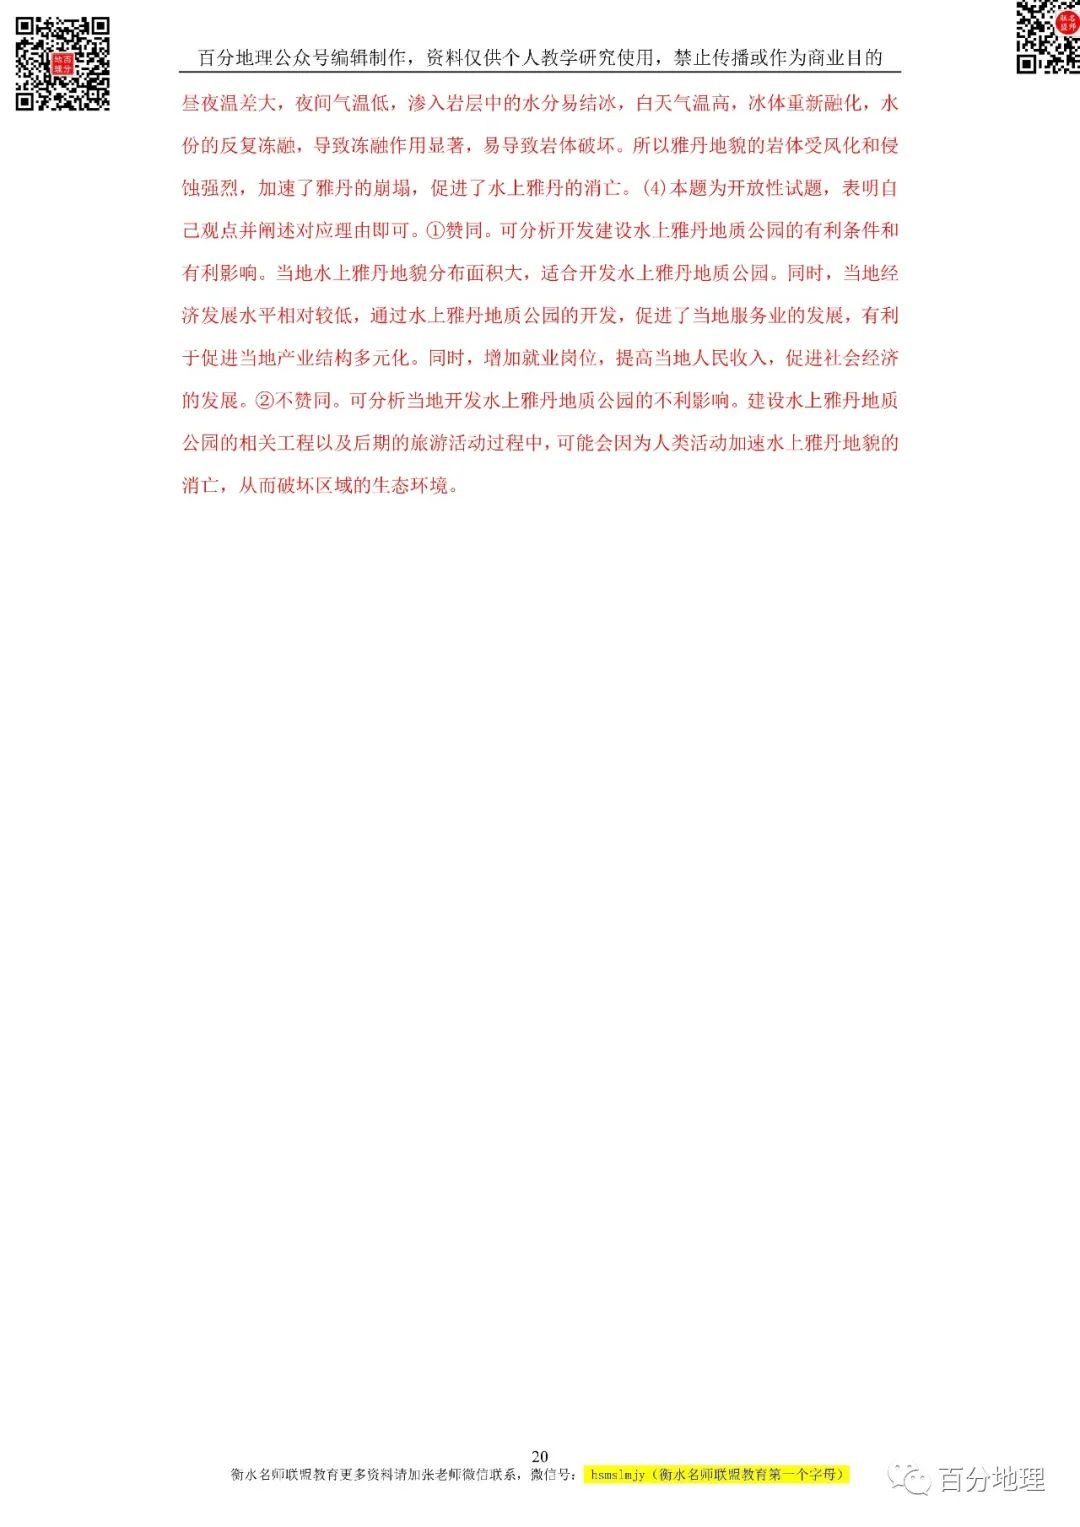 百分地理公众号编辑制作，资料仅供个人教学研究使用，禁止传播或作为商业目的
昼夜温差大，夜间气温低，渗入岩层中的水分易结冰，白天气温高，冰体重新融化，水
份的反复冻融，导致冻融作用显著，易导致岩体破坏。所以雅丹地貌的岩体受风化和侵
蚀强烈，加速了雅丹的崩塌，促进了水上雅丹的消亡。(4)本题为开放性试题，表明自
己观点并阐述对应理由即可。①赞同。可分析开发建设水上雅丹地质公园的有利条件和
有利影响。当地水上雅丹地貌分布面积大，适合开发水上雅丹地质公园。同时，当地经
济发展水平相对较低，通过水上雅丹地质公园的开发，促进了当地服务业的发展，有利
于促进当地产业结构多元化。同时，增加就业岗位，提高当地人民收入，促进社会经济
的发展。②不赞同。可分析当地开发水上雅丹地质公园的不利影响。建设水上雅丹地质
公园的相关工程以及后期的旅游活动过程中，可能会因为人类活动加速水上雅丹地貌的
消亡，从而破坏区域的生态环境。
20
衡水名师联盟教育更多资料请加张老师微信联系，微信号：hsmslmjy（衡水名师联盟教育第一个字母）
百分地理